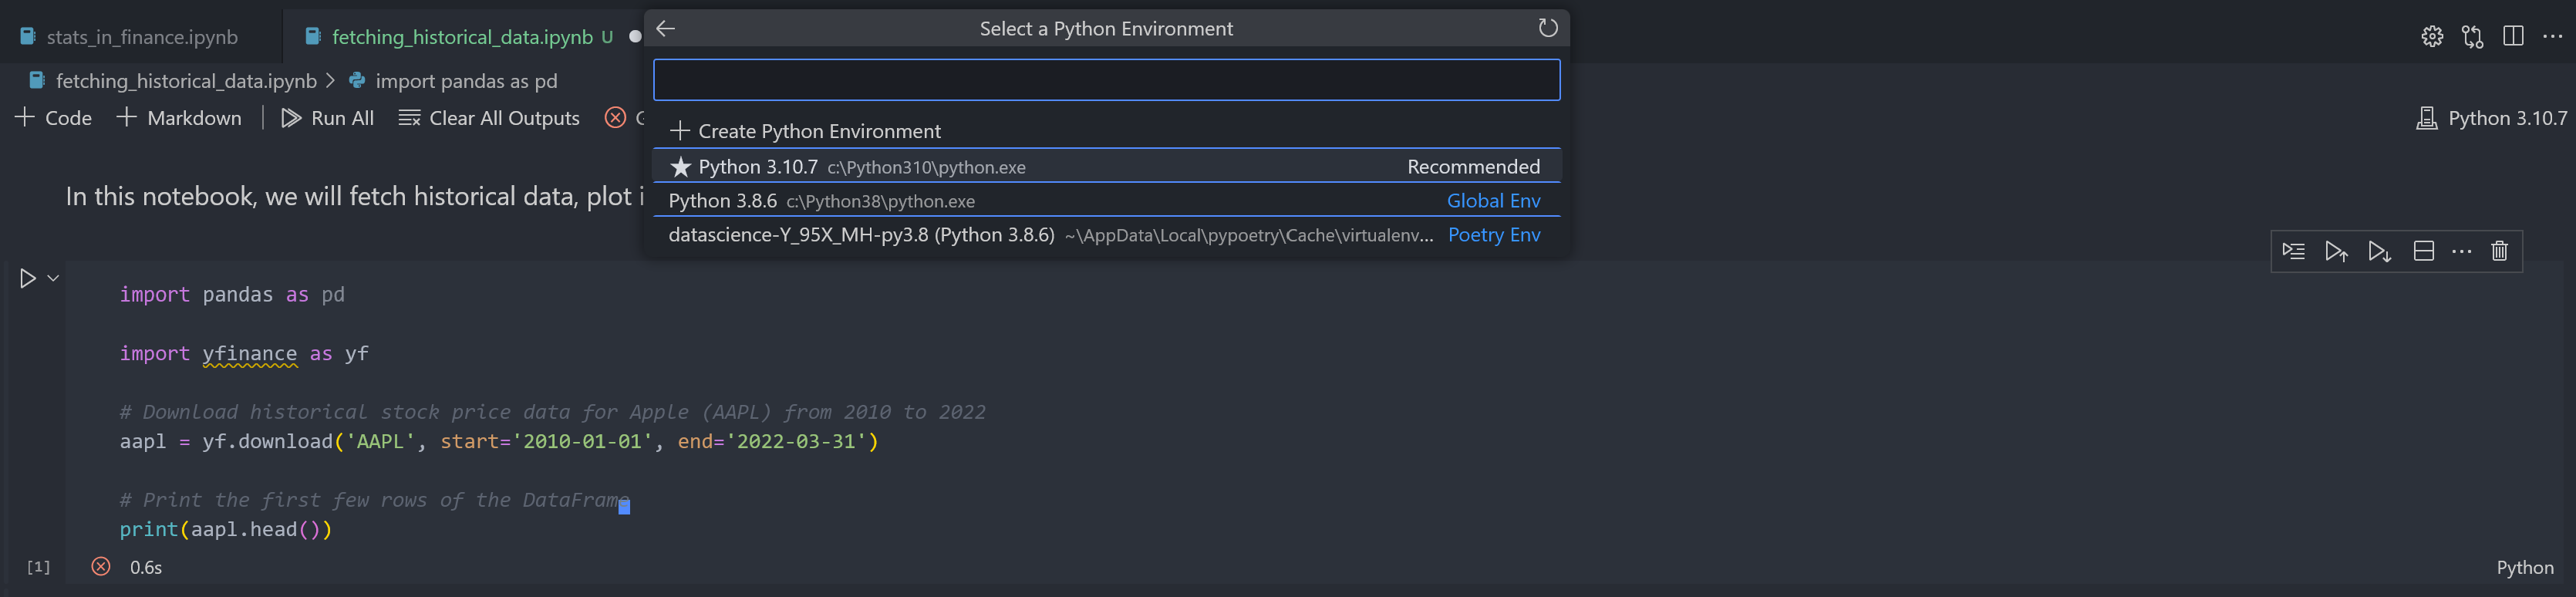 stats_in_finance.ipynb
fetching_historical_data.ipynb U
Select a Python Environment
fetching_historical_data.ipynb > import pandas as pd
Code Markdown Run All Clear All Outputs
Python 3.10.7
Create Python Environment
Python 3.10.7 c:\Python310\python.exe Recommended
Python 3.8.6 c:\Python38\python.exe Global Env
datascience-Y_95X_MH-py3.8 (Python 3.8.6) ~\AppData\Local\pypoetry\Cache\virtualenv... Poetry Env
In this notebook, we will fetch historical data, plot
import pandas as pd
import yfinance as yf
# Download historical stock price data for Apple (AAPL) from 2010 to 2022
aapl = yf.download('AAPL', start='2010-01-01', end='2022-03-31')
# Print the first few rows of the DataFrame
print(aapl.head())
[1] 0.6s Python